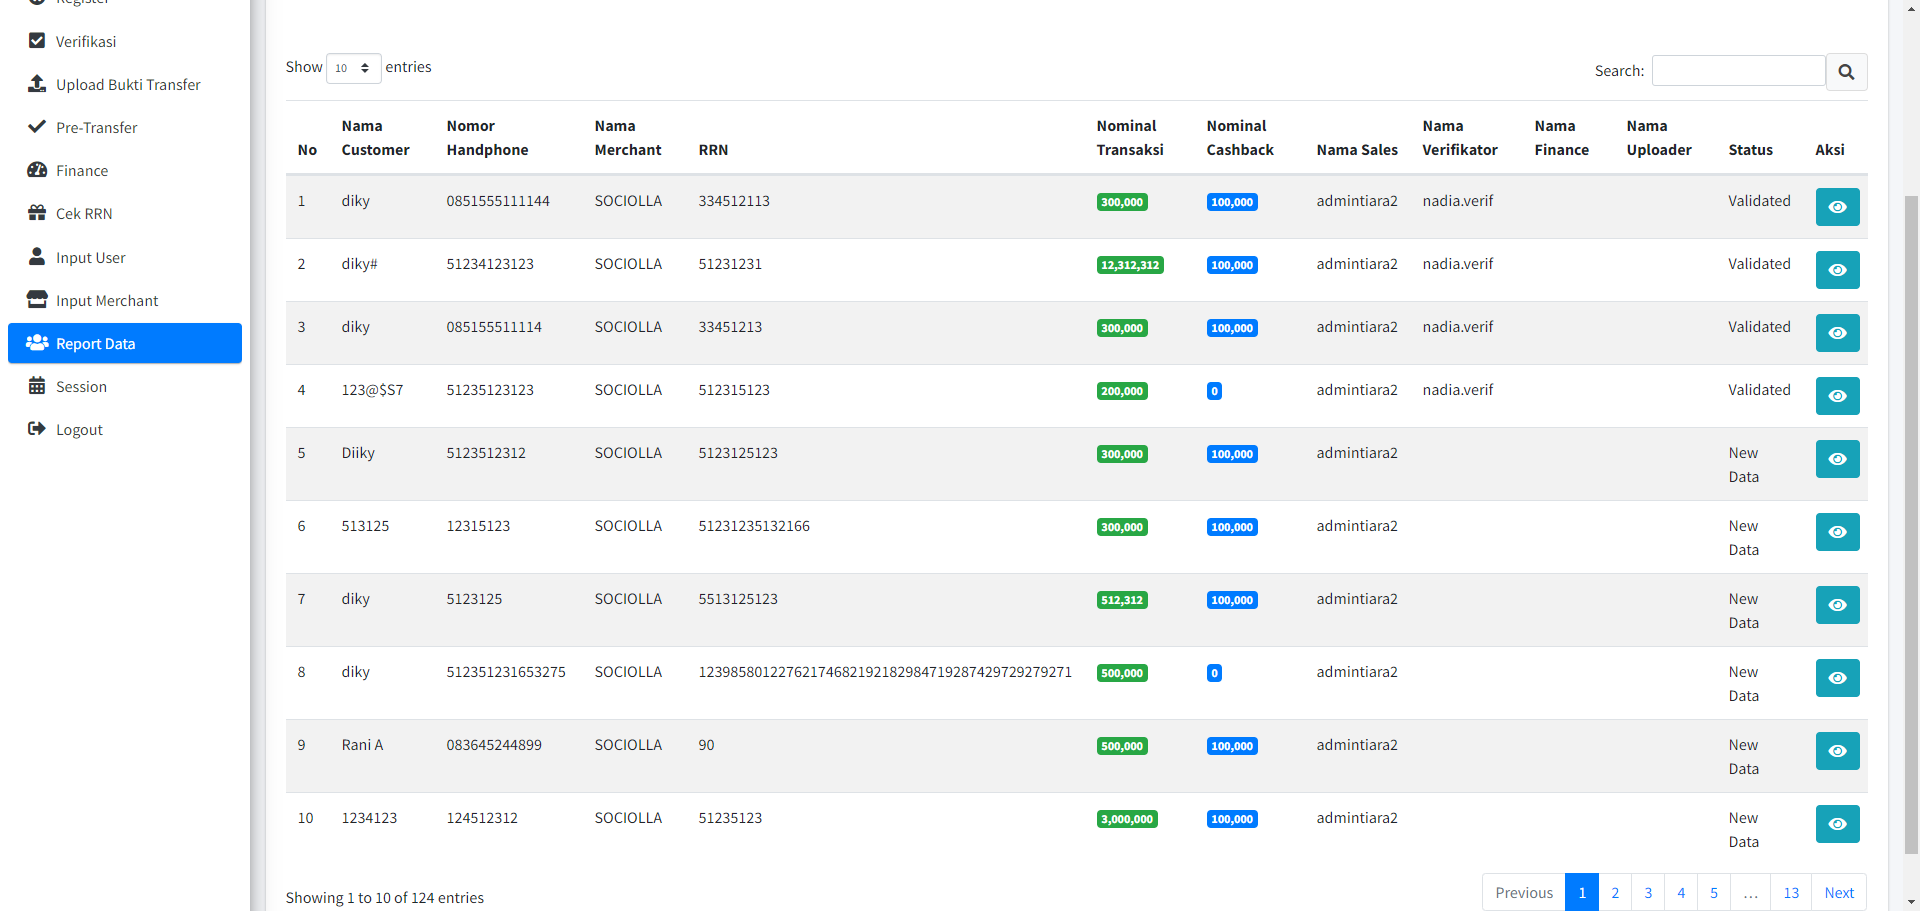 Register
Verifikasi
Upload Bukti Transfer
Pre-Transfer
Finance
Cek RRN
Input User
Input Merchant
Report Data
Session
Logout
Show 10 entries
Search:
No Nama Customer Nomor Handphone Nama Merchant RRN Nominal Transaksi Nominal Cashback Nama Sales Nama Verifikator Nama Finance Nama Uploader Status Aksi
1 diky 0851555111144 SOCIOLLA 334512113 300,000 100,000 admintiara2 nadia.verif Validated
2 diky# 51234123123 SOCIOLLA 51231231 12,312,312 100,000 admintiara2 nadia.verif Validated
3 diky 085155511114 SOCIOLLA 33451213 300,000 100,000 admintiara2 nadia.verif Validated
4 123@$S7 51235123123 SOCIOLLA 512315123 200,000 0 admintiara2 nadia.verif Validated
5 Diiky 5123512312 SOCIOLLA 5123125123 300,000 100,000 admintiara2 New Data
6 513125 12315123 SOCIOLLA 51231235132166 300,000 100,000 admintiara2 New Data
7 diky 5123125 SOCIOLLA 5513125123 512,312 100,000 admintiara2 New Data
8 diky 512351231653275 SOCIOLLA 12398580122762174682192182984719287429729279271 500,000 0 admintiara2 New Data
9 Rani A 083645244899 SOCIOLLA 90 500,000 100,000 admintiara2 New Data
10 1234123 124512312 SOCIOLLA 51235123 3,000,000 100,000 admintiara2 New Data
Showing 1 to 10 of 124 entries
Previous 1 2 3 4 5 … 13 Next